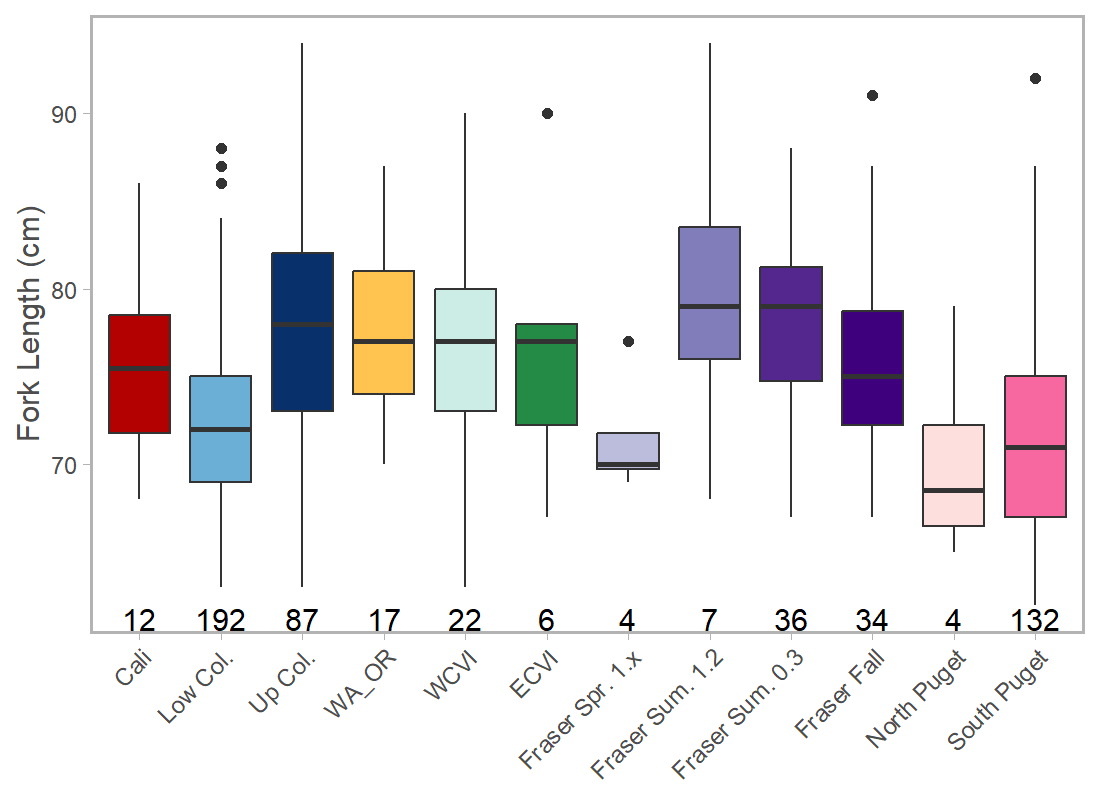 Fork Length (cm)
90
80
70
12 192 87 17 22 6 4 7 36 34 4 132
Cali
Low Col.
Up Col.
WA_OR
WCVI
ECVI
Fraser Spr. 1.x
Fraser Sum. 1.2
Fraser Sum. 0.3
Fraser Fall
North Puget
South Puget